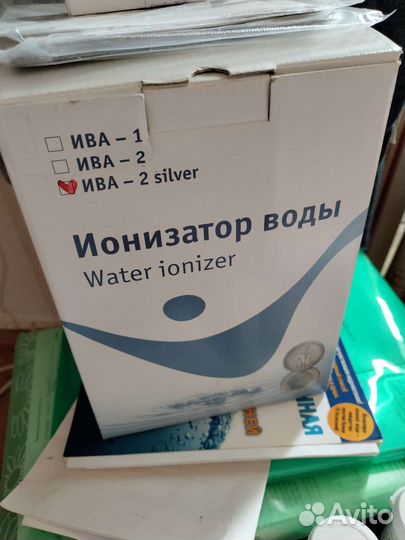 ИВА – 1
ИВА – 2
ИВА – 2 silver
Ионизатор воды
Water ionizer
Avito